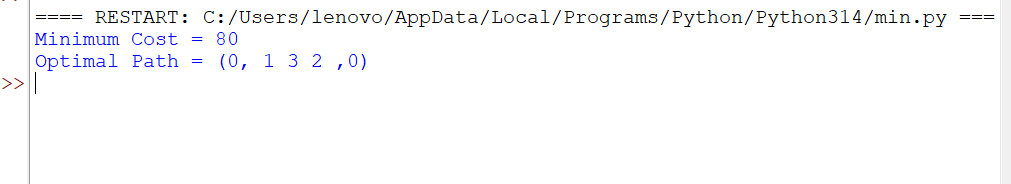 ==== RESTART: C:/Users/lenovo/AppData/Local/Programs/Python/Python314/min.py ===
Minimum Cost = 80
Optimal Path = (0, 1 3 2 ,0)
>>